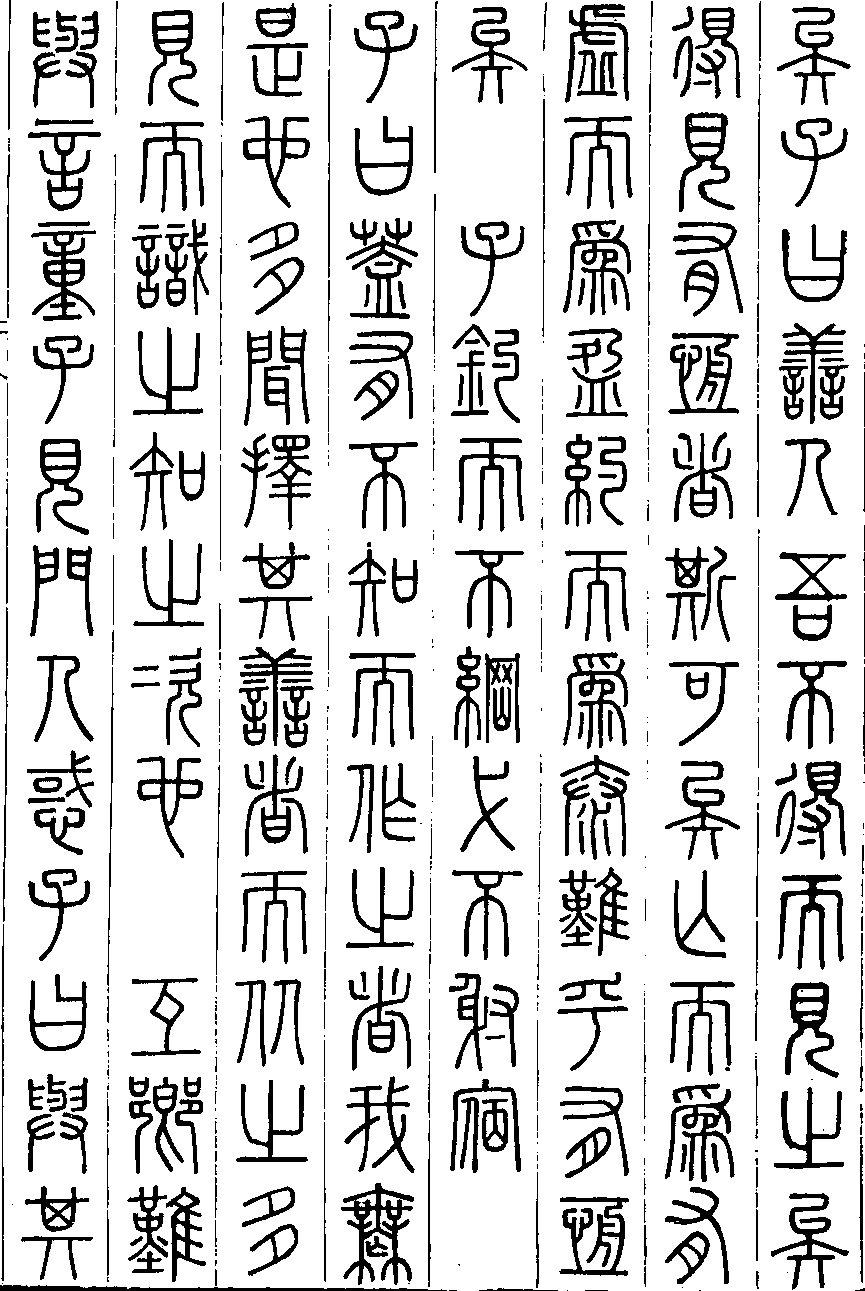 矣子曰善人吾不得而見之矣
得見有恆者斯可矣亡而爲有
虛而爲盈約而爲泰難乎有恆
矣　子釣而不綱弋不射宿
子曰蓋有不知而作之者我無
是也多聞擇其善者而从之多
見而識之知之次也　互鄉難
與言童子見門人惑子曰與其